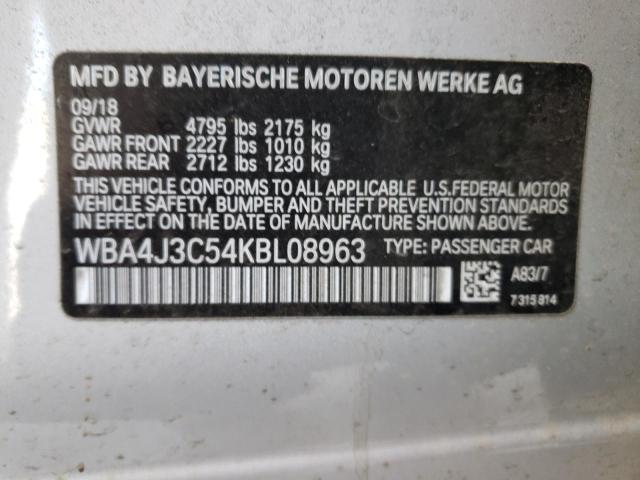 MFD BY BAYERISCHE MOTOREN WERKE AG
09/18
GVWR 4795 lbs 2175 kg
GAWR FRONT 2227 lbs 1010 kg
GAWR REAR 2712 lbs 1230 kg
THIS VEHICLE CONFORMS TO ALL APPLICABLE U.S.FEDERAL MOTOR
VEHICLE SAFETY, BUMPER AND THEFT PREVENTION STANDARDS
IN EFFECT ON THE DATE OF MANUFACTURE SHOWN ABOVE.
WBA4J3C54KBL08963 TYPE: PASSENGER CAR
A83/7
7315814